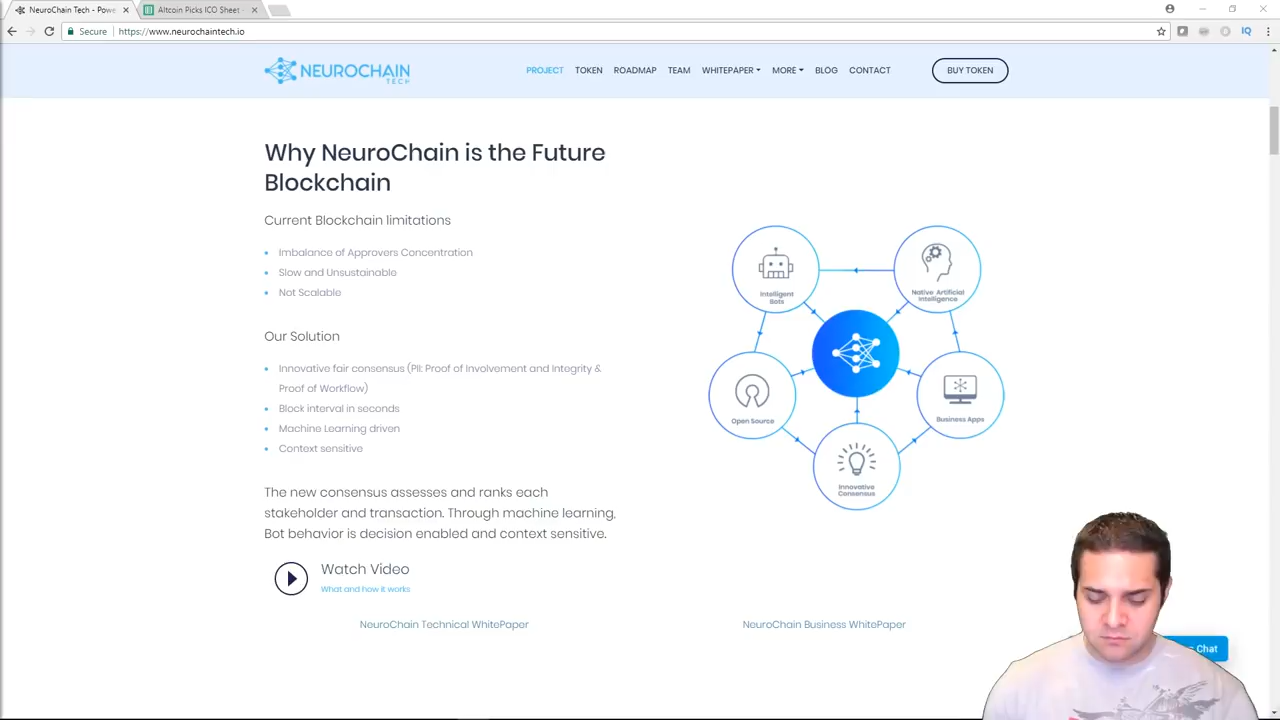 NeuroChain Tech - Pow
Altcoin Picks ICO Sheet -
Secure
https://www.neurochaintech.io
IQ
NEUROCHAIN
TECH
PROJECT
TOKEN
ROADMAP
TEAM
WHITEPAPER
MORE
BLOG
CONTACT
BUY TOKEN
Why NeuroChain is the Future
Blockchain
Current Blockchain limitations
Imbalance of Approvers Concentration
Slow and Unsustainable
Not Scalable
Our Solution
Innovative fair consensus (PII: Proof of Involvement and Integrity &
Proof of Workflow)
Block interval in seconds
Machine Learning driven
Context sensitive
The new consensus assesses and ranks each
stakeholder and transaction. Through machine learning,
Bot behavior is decision enabled and context sensitive.
Watch Video
What and how it works
NeuroChain Technical WhitePaper
NeuroChain Business WhitePaper
Intelligent
Bots
Native Artificial
Intelligence
Open Source
Business Apps
Innovative
Consensus
Chat